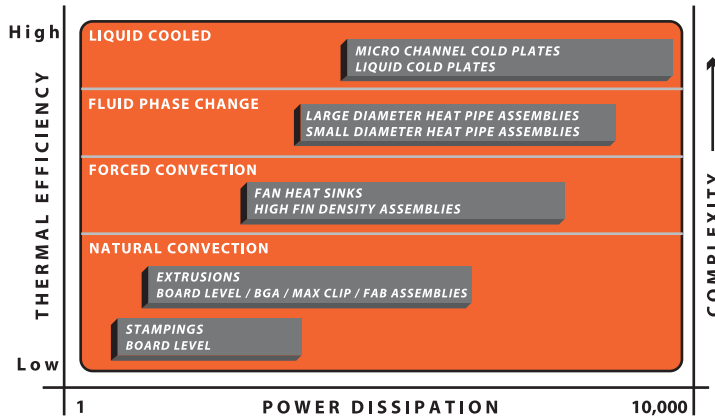 High
LIQUID COOLED
MICRO CHANNEL COLD PLATES
LIQUID COLD PLATES
FLUID PHASE CHANGE
LARGE DIAMETER HEAT PIPE ASSEMBLIES
SMALL DIAMETER HEAT PIPE ASSEMBLIES
FORCED CONVECTION
FAN HEAT SINKS
HIGH FIN DENSITY ASSEMBLIES
NATURAL CONVECTION
EXTRUSIONS
BOARD LEVEL / BGA / MAX CLIP / FAB ASSEMBLIES
STAMPINGS
BOARD LEVEL
Low
THERMAL EFFICIENCY
COMPLEXITY
1
POWER DISSIPATION
10,000